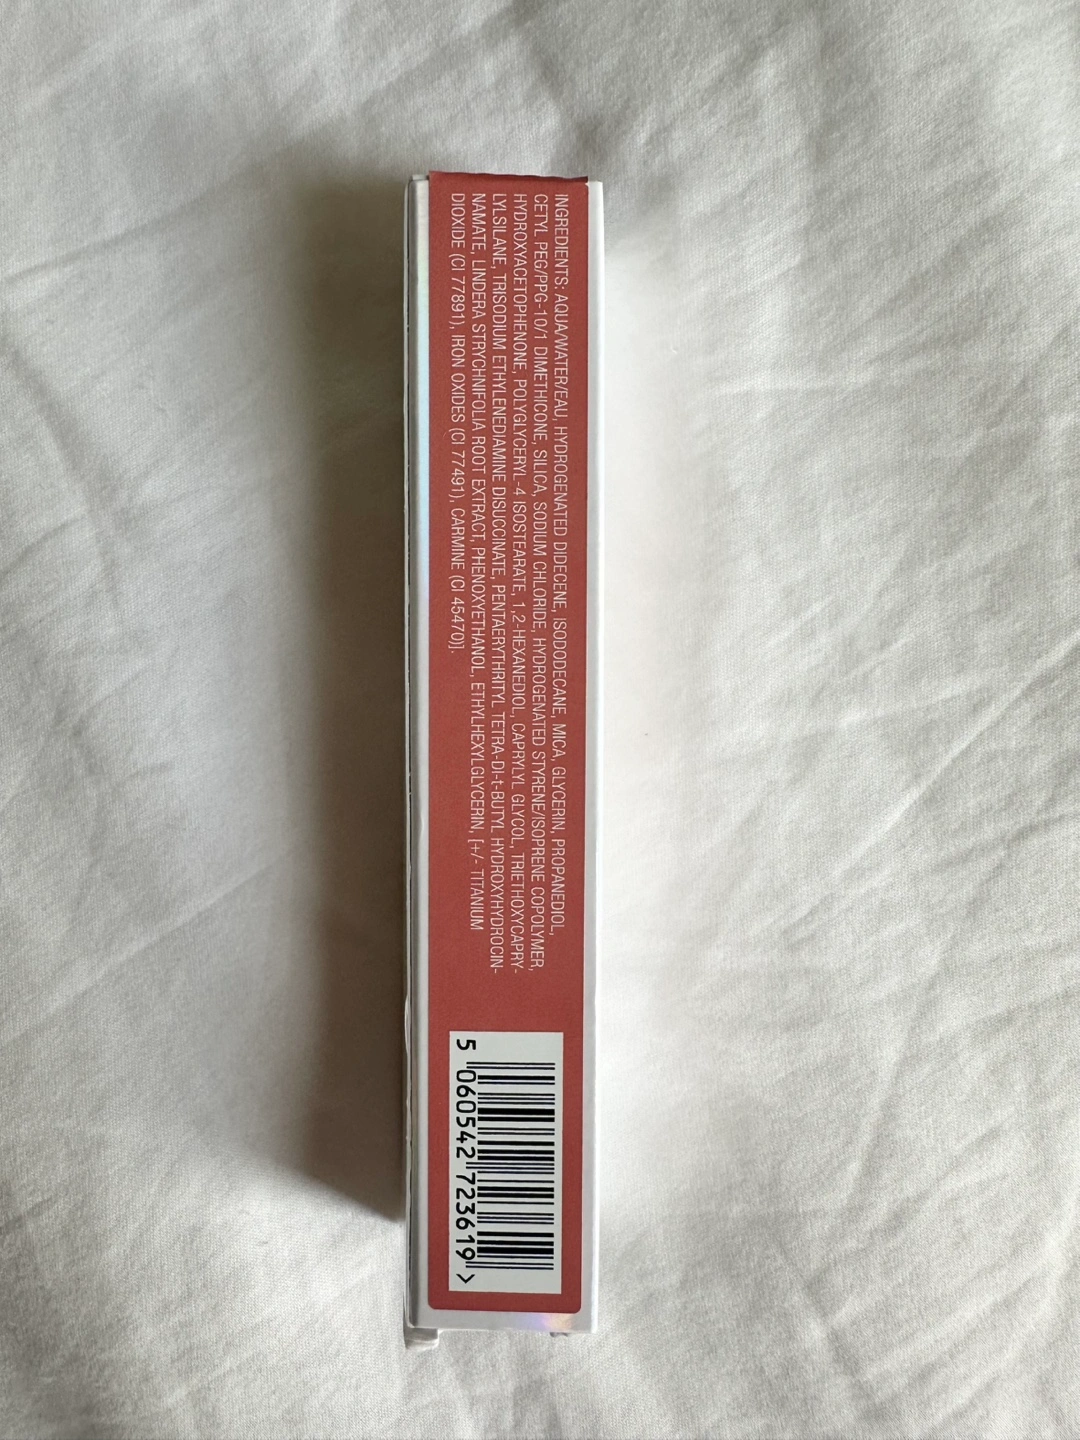 INGREDIENTS: AQUA/WATER/EAU, HYDROGENATED DIDECENE, ISODODECANE, MICA, GLYCERIN, PROPANEDIOL,
CETYL PEG/PPG-10/1 DIMETHICONE, SILICA, SODIUM CHLORIDE, HYDROGENATED STYRENE/ISOPRENE COPOLYMER,
HYDROXYACETOPHENONE, POLYGLYCERYL-4 ISOSTEARATE, 1,2-HEXANEDIOL, CAPRYLYL GLYCOL, TRIETHOXYCAPRY-
LYLSILANE, TRISODIUM ETHYLENEDIAMINE DISUCCINATE, PENTAERYTHRITYL TETRA-DI-t-BUTYL HYDROXYHYDROCIN-
NAMATE, LINDERA STRYCHNIFOLIA ROOT EXTRACT, PHENOXYETHANOL, ETHYLHEXYLGLYCERIN, [+/- TITANIUM
DIOXIDE (CI 77891), IRON OXIDES (CI 77491), CARMINE (CI 45470)].
5 060542 723619 >